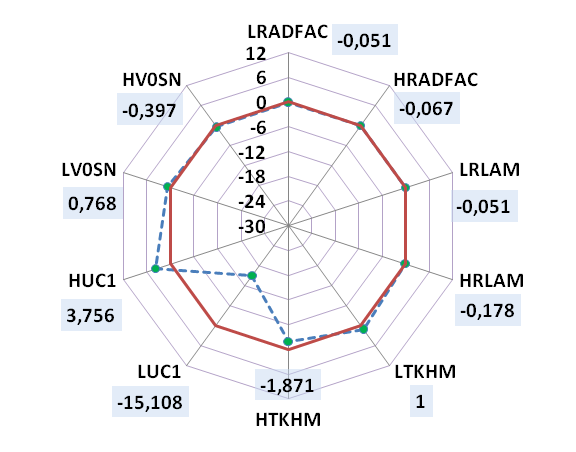 LRADFAC
-0,051
12
6
0
-6
-12
-18
-24
-30
HV0SN
-0,397
HRADFAC
-0,067
LV0SN
0,768
LRLAM
-0,051
HUC1
3,756
HRLAM
-0,178
LUC1
-15,108
LTKHM
1
-1,871
HTKHM